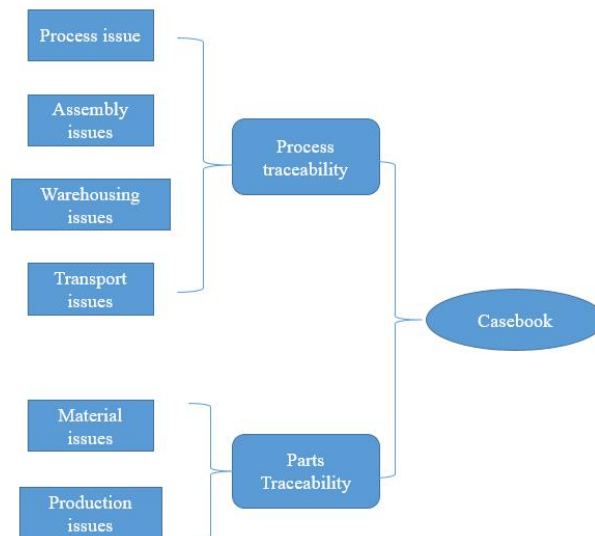 Process issue
Assembly
issues
Warehousing
issues
Transport
issues
Process
traceability
Casebook
Material
issues
Production
issues
Parts
Traceability